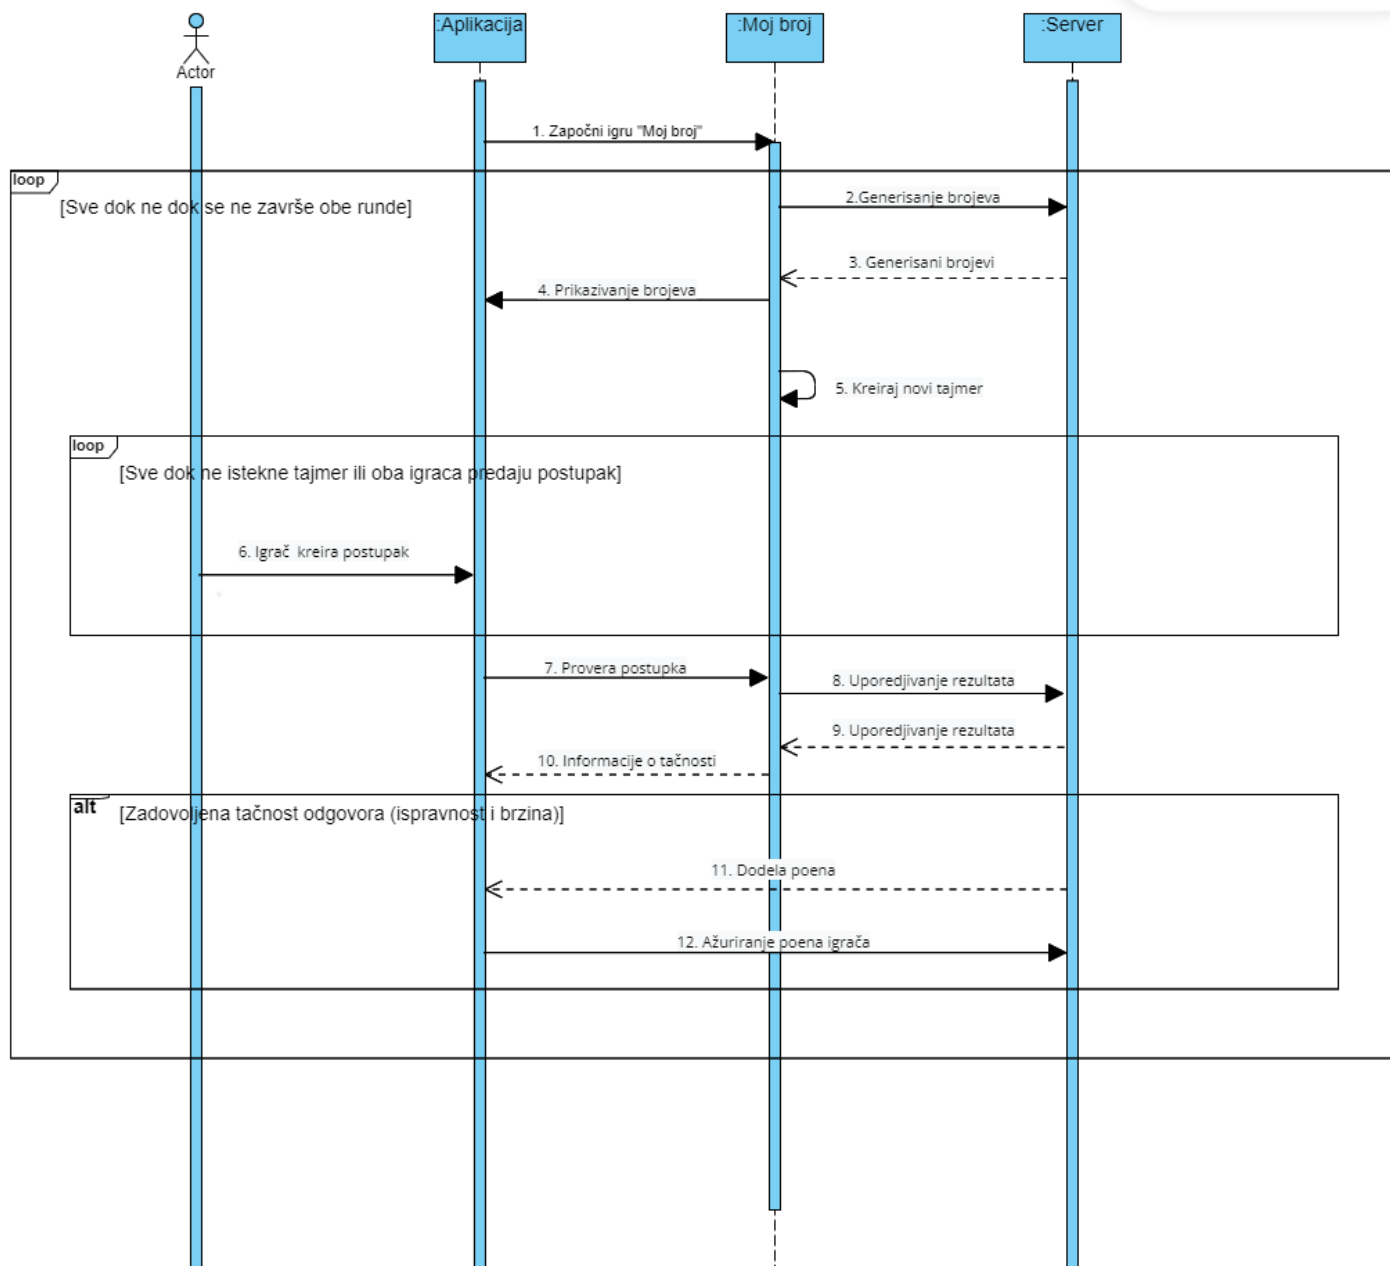 Actor
:Aplikacija
:Moj broj
:Server
1. Započni igru "Moj broj"
loop
[Sve dok ne dok se ne završe obe runde]
2.Generisanje brojeva
3. Generisani brojevi
4. Prikazivanje brojeva
5. Kreiraj novi tajmer
loop
[Sve dok ne istekne tajmer ili oba igraca predaju postupak]
6. Igrač kreira postupak
7. Provera postupka
8. Uporedjivanje rezultata
9. Uporedjivanje rezultata
10. Informacije o tačnosti
alt
[Zadovoljena tačnost odgovora (ispravnost i brzina)]
11. Dodela poena
12. Ažuriranje poena igrača